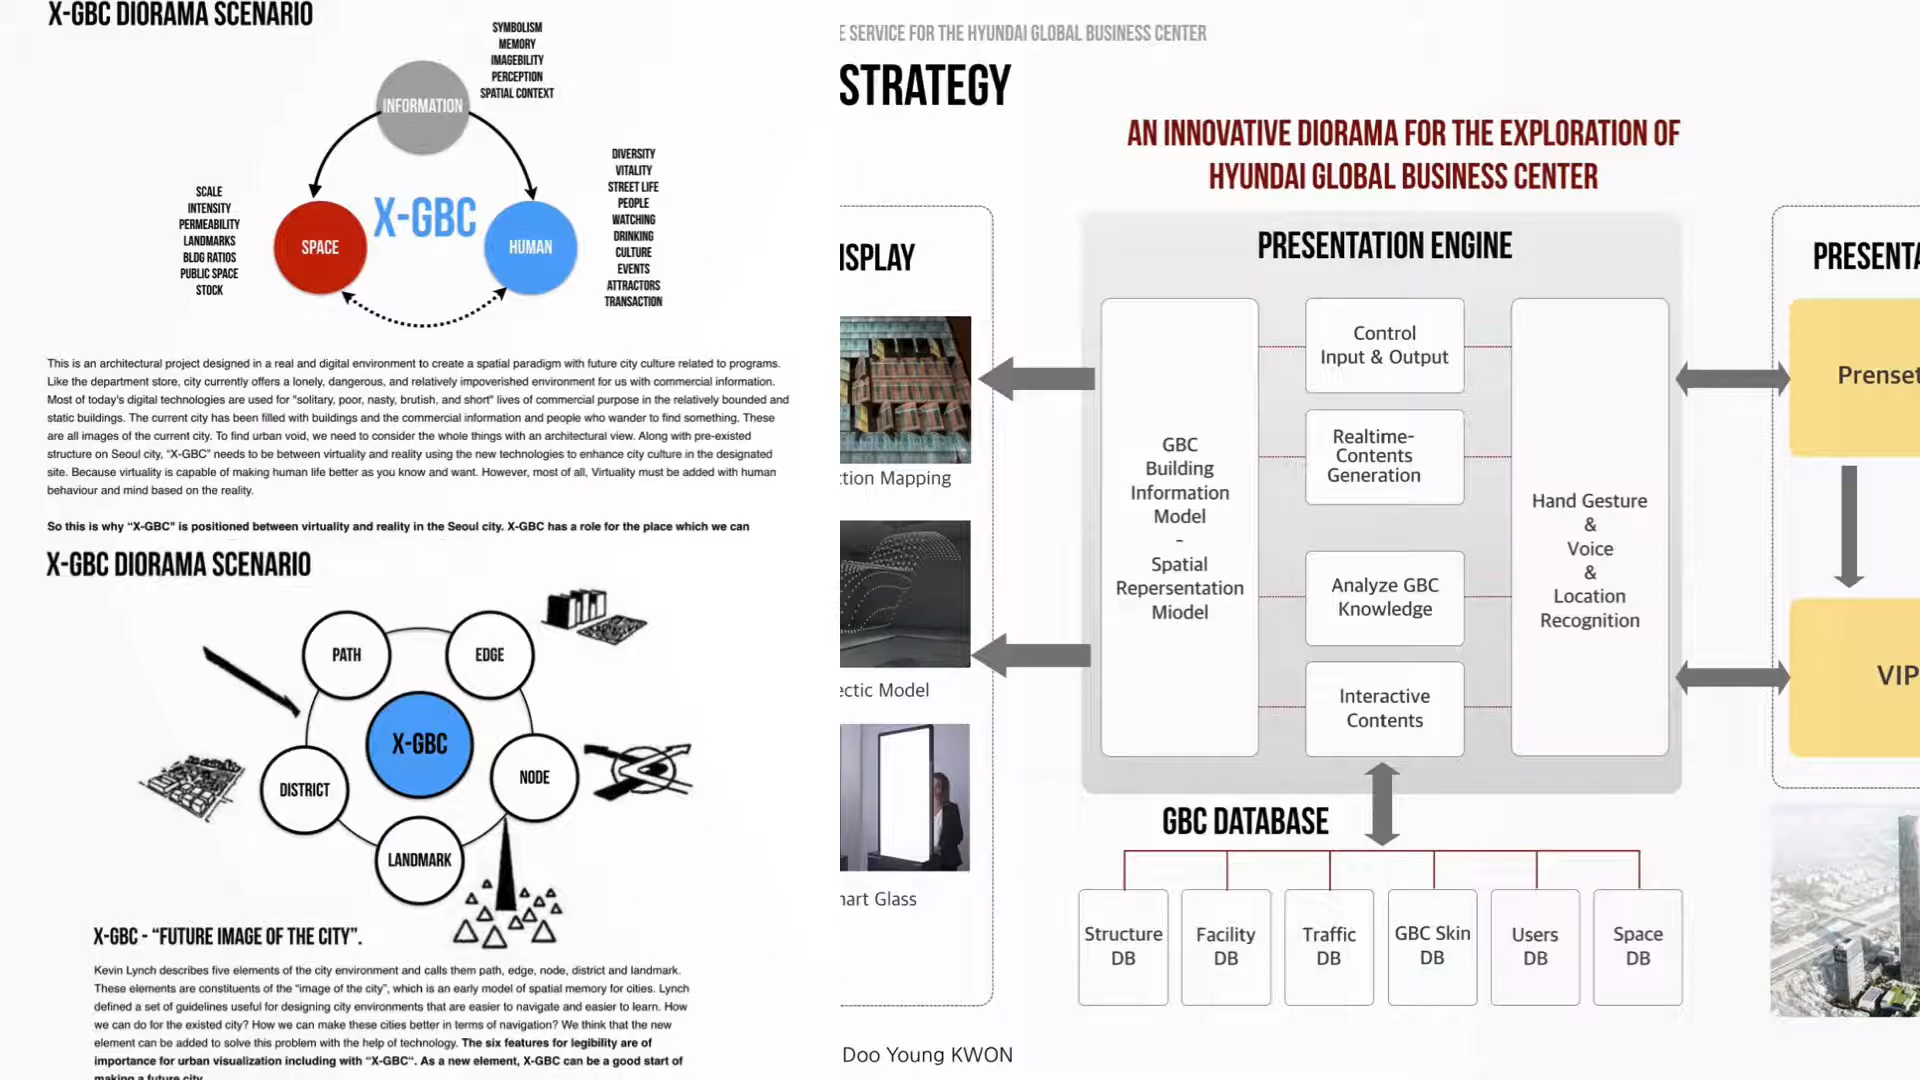 X-GBC DIORAMA SCENARIO
SYMBOLISM
MEMORY
IMAGEBILITY
PERCEPTION
SPATIAL CONTEXT
INFORMATION
DIVERSITY
VITALITY
STREET LIFE
PEOPLE
WATCHING
DRINKING
CULTURE
EVENTS
ATTRACTORS
TRANSACTION
SCALE
INTENSITY
PERMEABILITY
LANDMARKS
BLDG RATIOS
PUBLIC SPACE
STOCK
X-GBC
SPACE
HUMAN
This is an architectural project designed in a real and digital environment to create a spatial paradigm with future city culture related to programs.
Like the department store, city currently offers a lonely, dangerous, and relatively impoverished environment for us with commercial information.
Most of today's digital technologies are used for "solitary, poor, nasty, brutish, and short" lives of commercial purpose in the relatively bounded and
static buildings. The current city has been filled with buildings and the commercial information and people who wander to find something. These
are all images of the current city. To find urban void, we need to consider the whole things with an architectural view. Along with pre-existed
structure on Seoul city, "X-GBC" needs to be between virtuality and reality using the new technologies to enhance city culture in the designated
site. Because virtuality is capable of making human life better as you know and want. However, most of all, Virtuality must be added with human
behaviour and mind based on the reality.
So this is why "X-GBC" is positioned between virtuality and reality in the Seoul city. X-GBC has a role for the place which we can
X-GBC DIORAMA SCENARIO
PATH
EDGE
X-GBC
DISTRICT
NODE
LANDMARK
X-GBC - "FUTURE IMAGE OF THE CITY".
Kevin Lynch describes five elements of the city environment and calls them path, edge, node, district and landmark.
These elements are constituents of the "image of the city", which is an early model of spatial memory for cities. Lynch
defined a set of guidelines useful for designing city environments that are easier to navigate and easier to learn. How
we can do for the existed city? How we can make these cities better in terms of navigation? We think that the new
element can be added to solve this problem with the help of technology. The six features for legibility are of
importance for urban visualization including with "X-GBC". As a new element, X-GBC can be a good start of
making a future city
E SERVICE FOR THE HYUNDAI GLOBAL BUSINESS CENTER
STRATEGY
AN INNOVATIVE DIORAMA FOR THE EXPLORATION OF
HYUNDAI GLOBAL BUSINESS CENTER
ISPLAY
ction Mapping
ectic Model
mart Glass
PRESENTATION ENGINE
GBC
Building
Information
Model
-
Spatial
Repersentation
Miodel
Control
Input & Output
Realtime-
Contents
Generation
Analyze GBC
Knowledge
Interactive
Contents
Hand Gesture
&
Voice
&
Location
Recognition
PRESENTA
Prenset
VIP
GBC DATABASE
Structure
DB
Facility
DB
Traffic
DB
GBC Skin
DB
Users
DB
Space
DB
Doo Young KWON